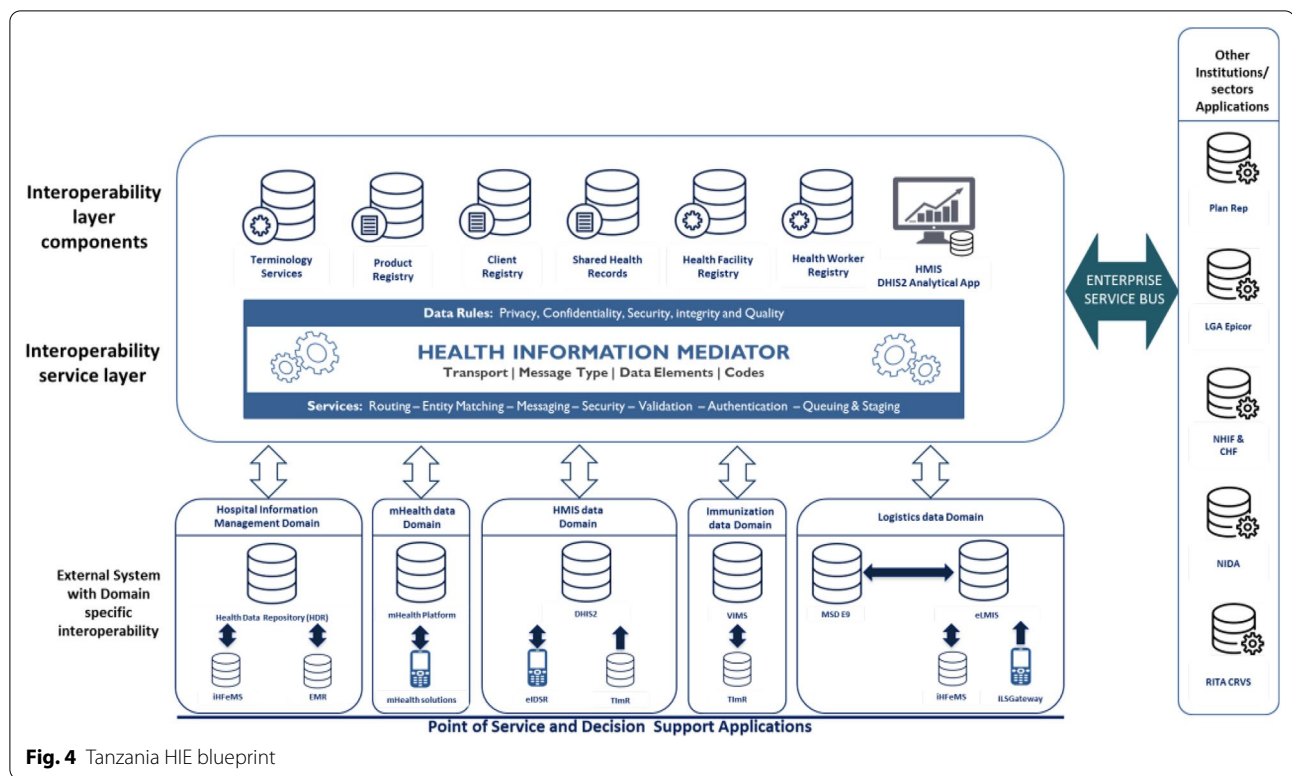 Other
Institutions/
sectors
Applications
Plan Rep
LGA Epicor
NHIF &
CHF
NIDA
RITA CRVS
ENTERPRISE
SERVICE BUS
Interoperability
layer
components
Terminology
Services
Product
Registry
Client
Registry
Shared Health
Records
Health Facility
Registry
Health Worker
Registry
HMIS
DHIS2 Analytical App
Interoperability
service layer
Data Rules: Privacy, Confidentiality, Security, integrity and Quality
HEALTH INFORMATION MEDIATOR
Transport | Message Type | Data Elements | Codes
Services: Routing – Entity Matching – Messaging – Security – Validation – Authentication – Queuing & Staging
External System
with Domain
specific
interoperability
Hospital Information
Management Domain
Health Data Repository (HDR)
iHFeMS
EMR
mHealth data
Domain
mHealth Platform
mHealth solutions
HMIS data
Domain
DHIS2
eIDSR
TImR
Immunization
data Domain
VIMS
TImR
Logistics data Domain
MSD E9
eLMIS
iHFeMS
ILSGateway
Point of Service and Decision Support Applications
Fig. 4 Tanzania HIE blueprint